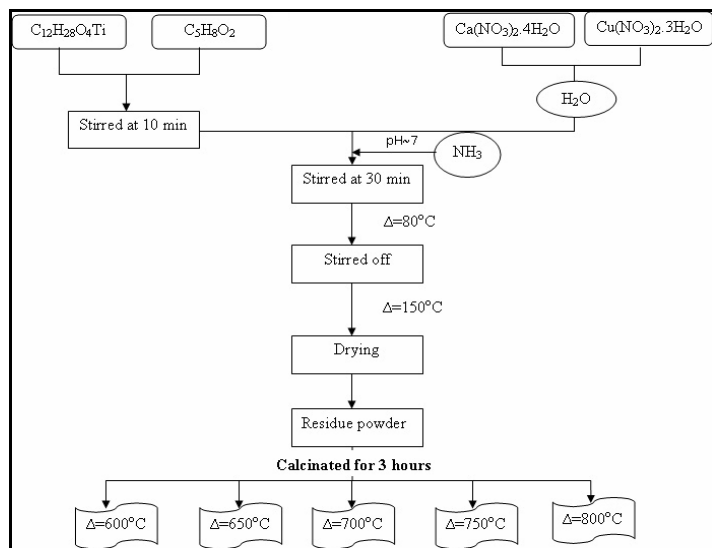 C₁₂H₂₈O₄Ti
C₅H₈O₂
Ca(NO₃)₂.4H₂O
Cu(NO₃)₂.3H₂O
H₂O
Stirred at 10 min
pH~7
NH₃
Stirred at 30 min
Δ=80°C
Stirred off
Δ=150°C
Drying
Residue powder
Calcinated for 3 hours
Δ=600°C
Δ=650°C
Δ=700°C
Δ=750°C
Δ=800°C